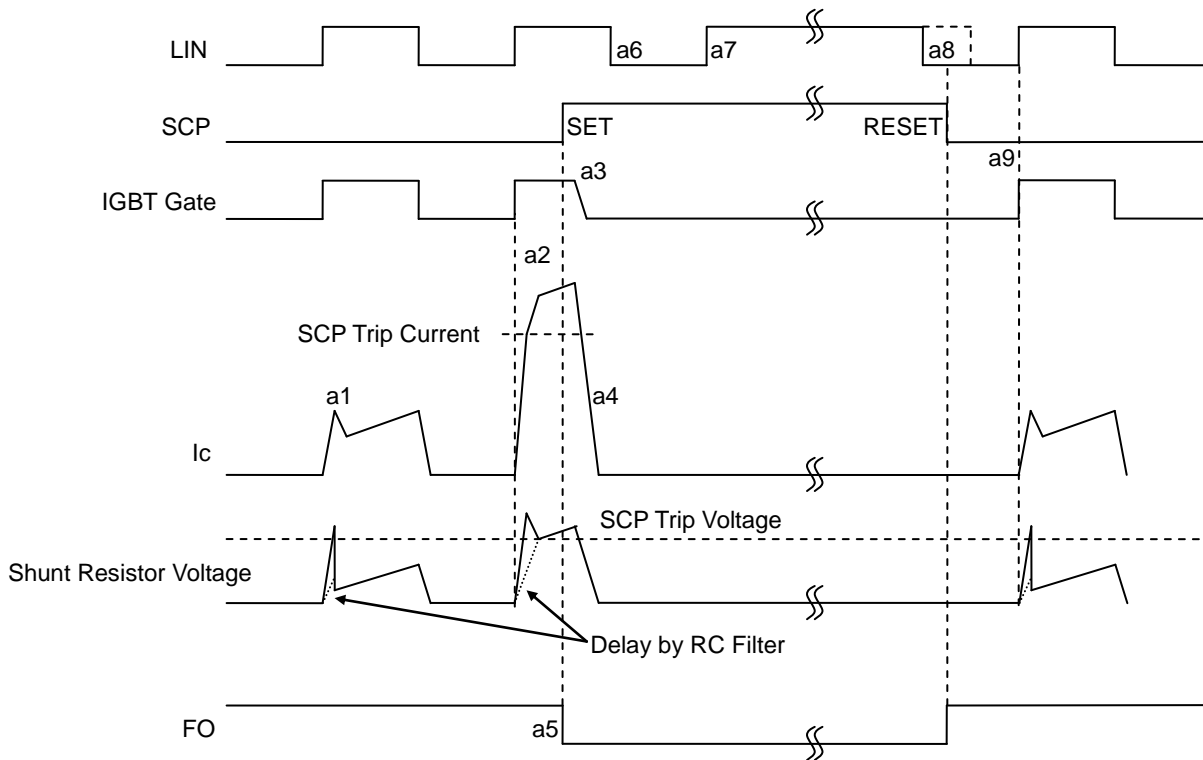 LIN
a6
a7
a8
SCP
SET
RESET
a9
IGBT Gate
a3
a2
SCP Trip Current
a1
a4
Ic
SCP Trip Voltage
Shunt Resistor Voltage
Delay by RC Filter
FO
a5